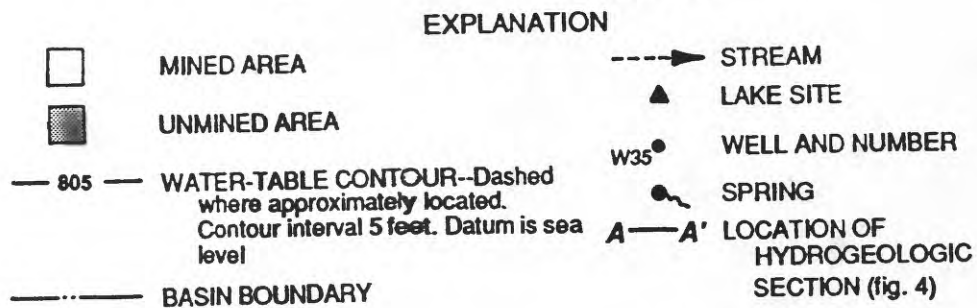 EXPLANATION
MINED AREA
UNMINED AREA
— 805 — WATER-TABLE CONTOUR--Dashed
where approximately located.
Contour interval 5 feet. Datum is sea
level
BASIN BOUNDARY
STREAM
LAKE SITE
W35 WELL AND NUMBER
SPRING
A—A' LOCATION OF
HYDROGEOLOGIC
SECTION (fig. 4)